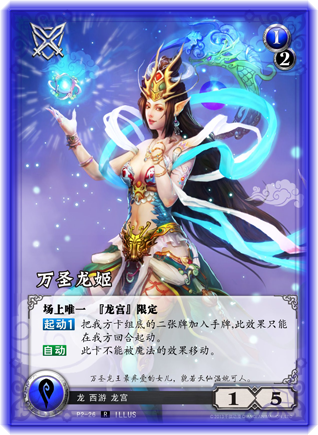 1
2
万圣龙姬
场上唯一 『龙宫』限定
起动1 把我方卡组底的二张牌加入手牌,此效果只能
在我方回合起动。
自动 此卡不能被魔法的效果移动。
万圣龙王最疼爱的女儿,貌若天仙温婉可人。
龙 西游 龙宫
R ILLUS
1 5